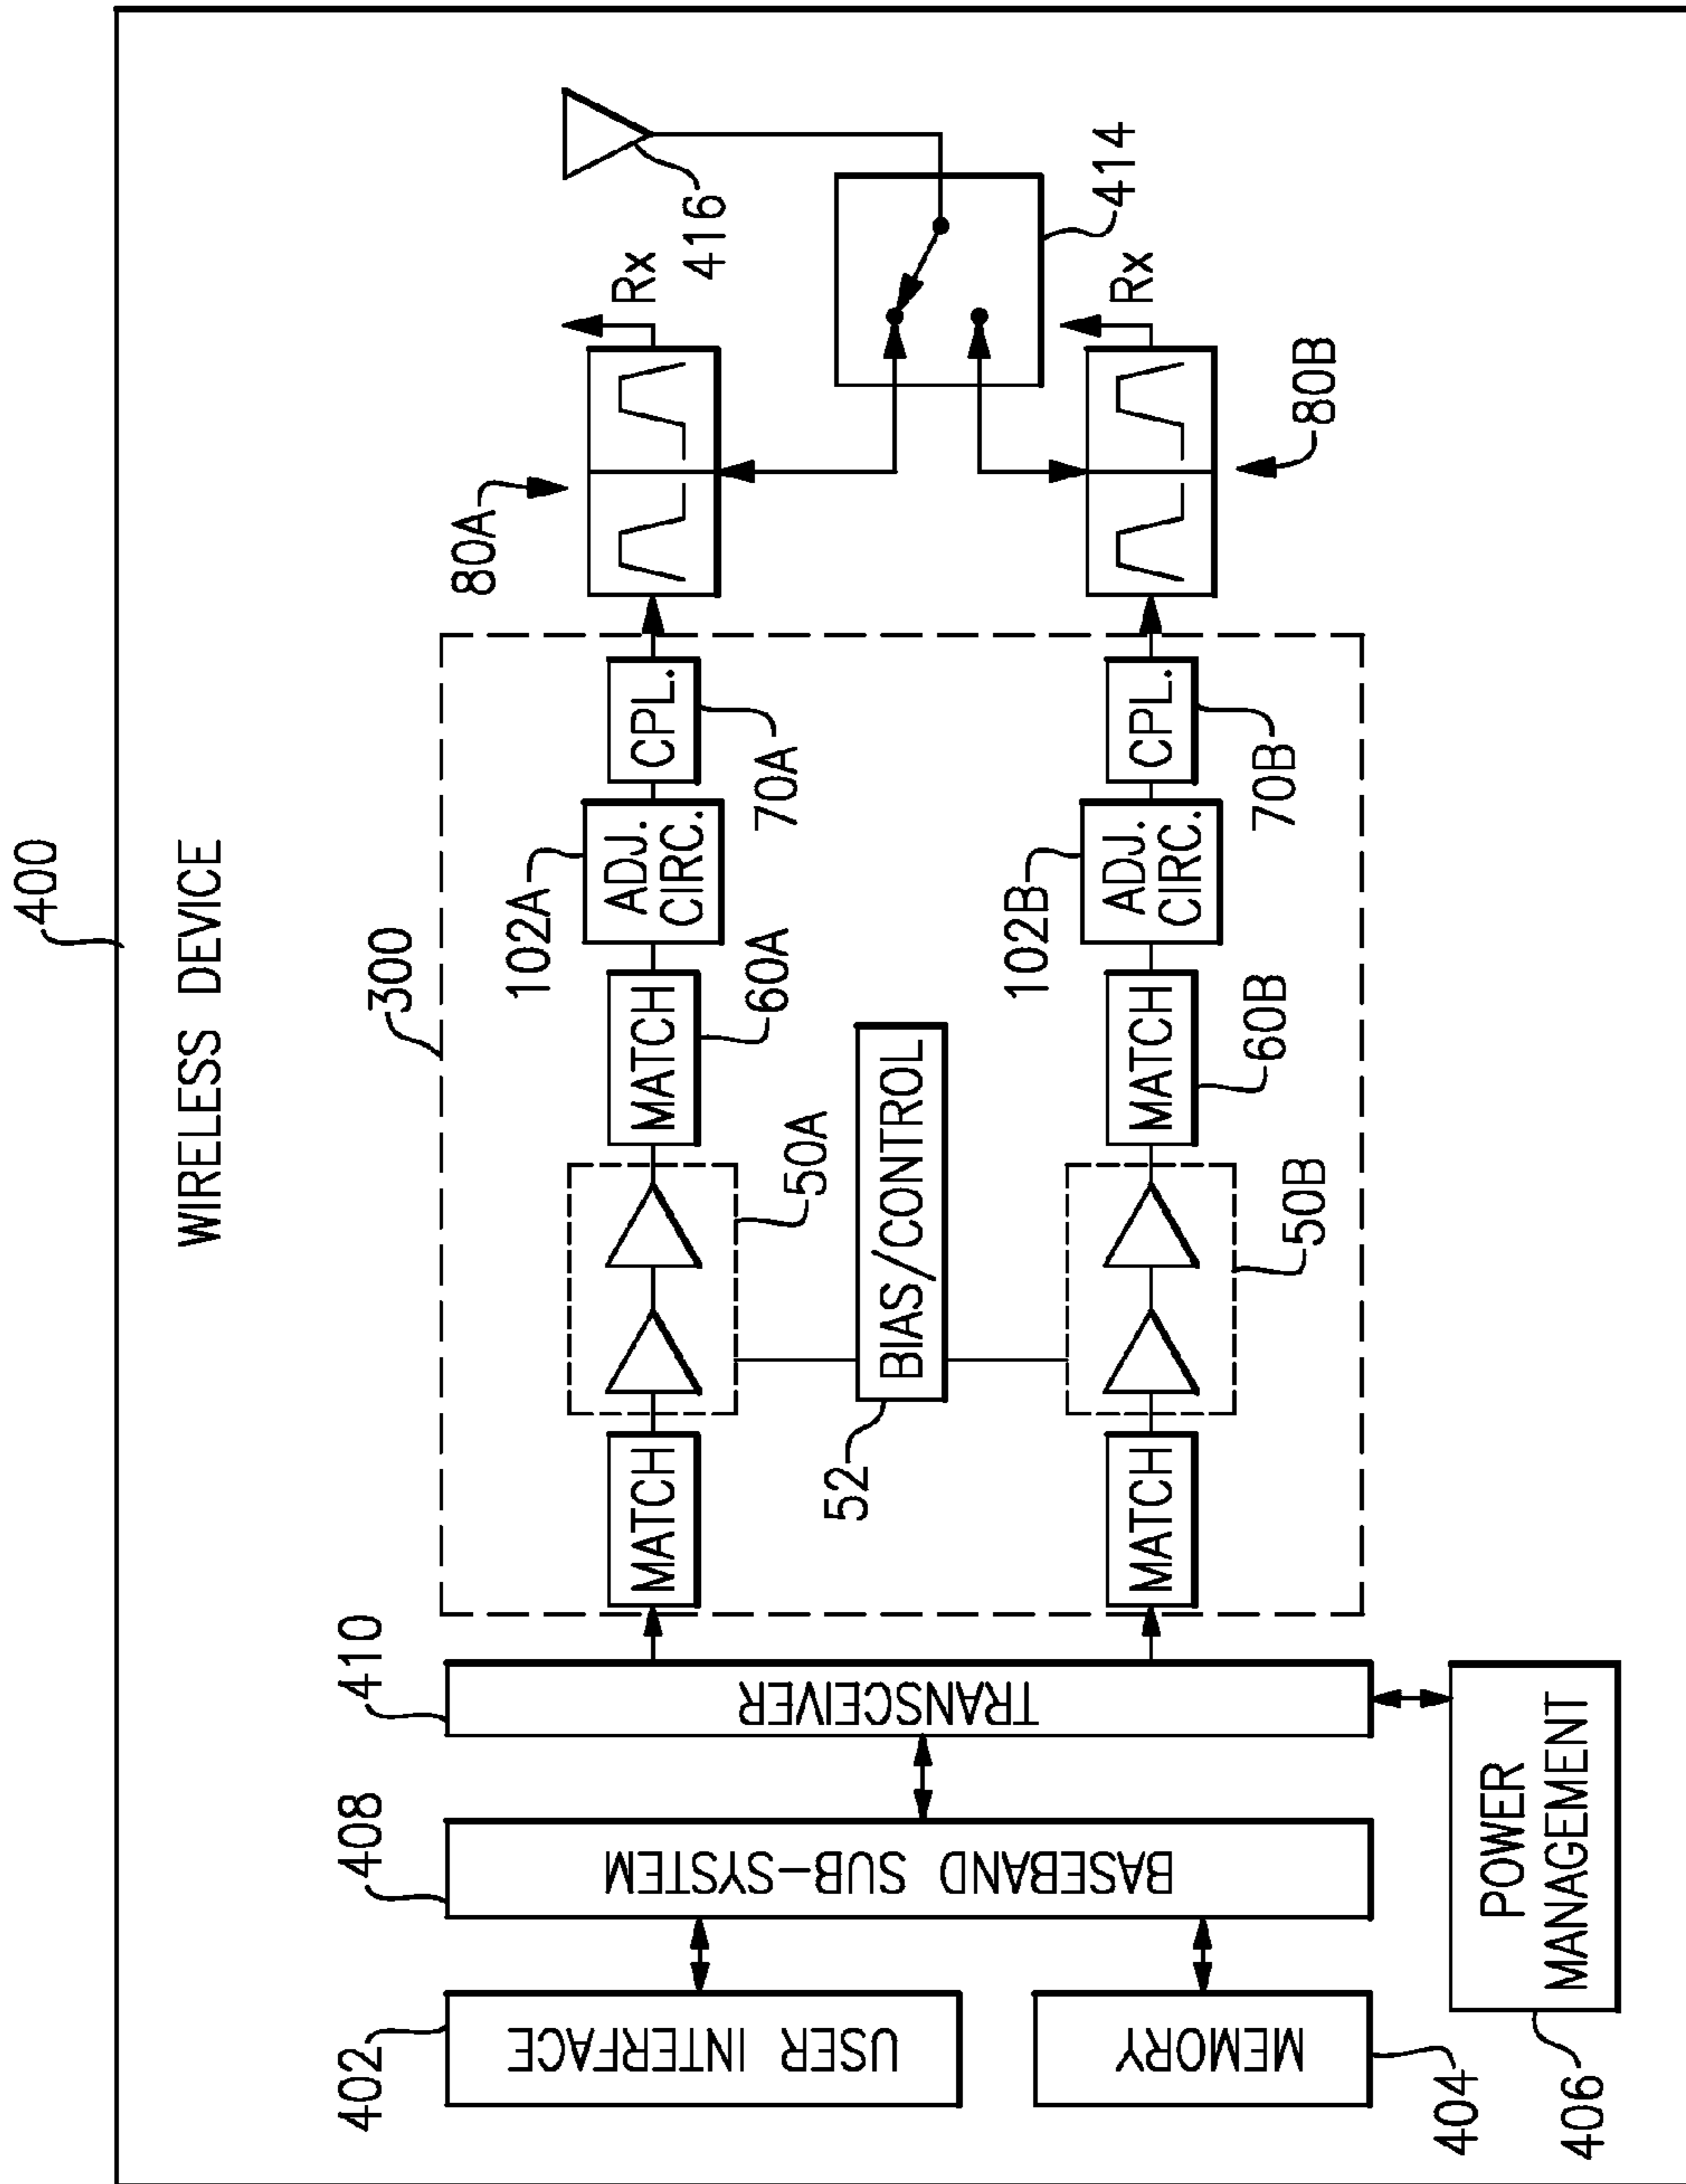 400
WIRELESS DEVICE
402
USER INTERFACE
MEMORY
404
408
BASEBAND SUB-SYSTEM
410
TRANSCEIVER
POWER
MANAGEMENT
406
300
MATCH
50A
MATCH
60A
102A
ADJ.
CIRC.
CPL.
70A
80A
Rx
416
52
BIAS/CONTROL
414
MATCH
50B
MATCH
60B
102B
ADJ.
CIRC.
CPL.
70B
Rx
80B